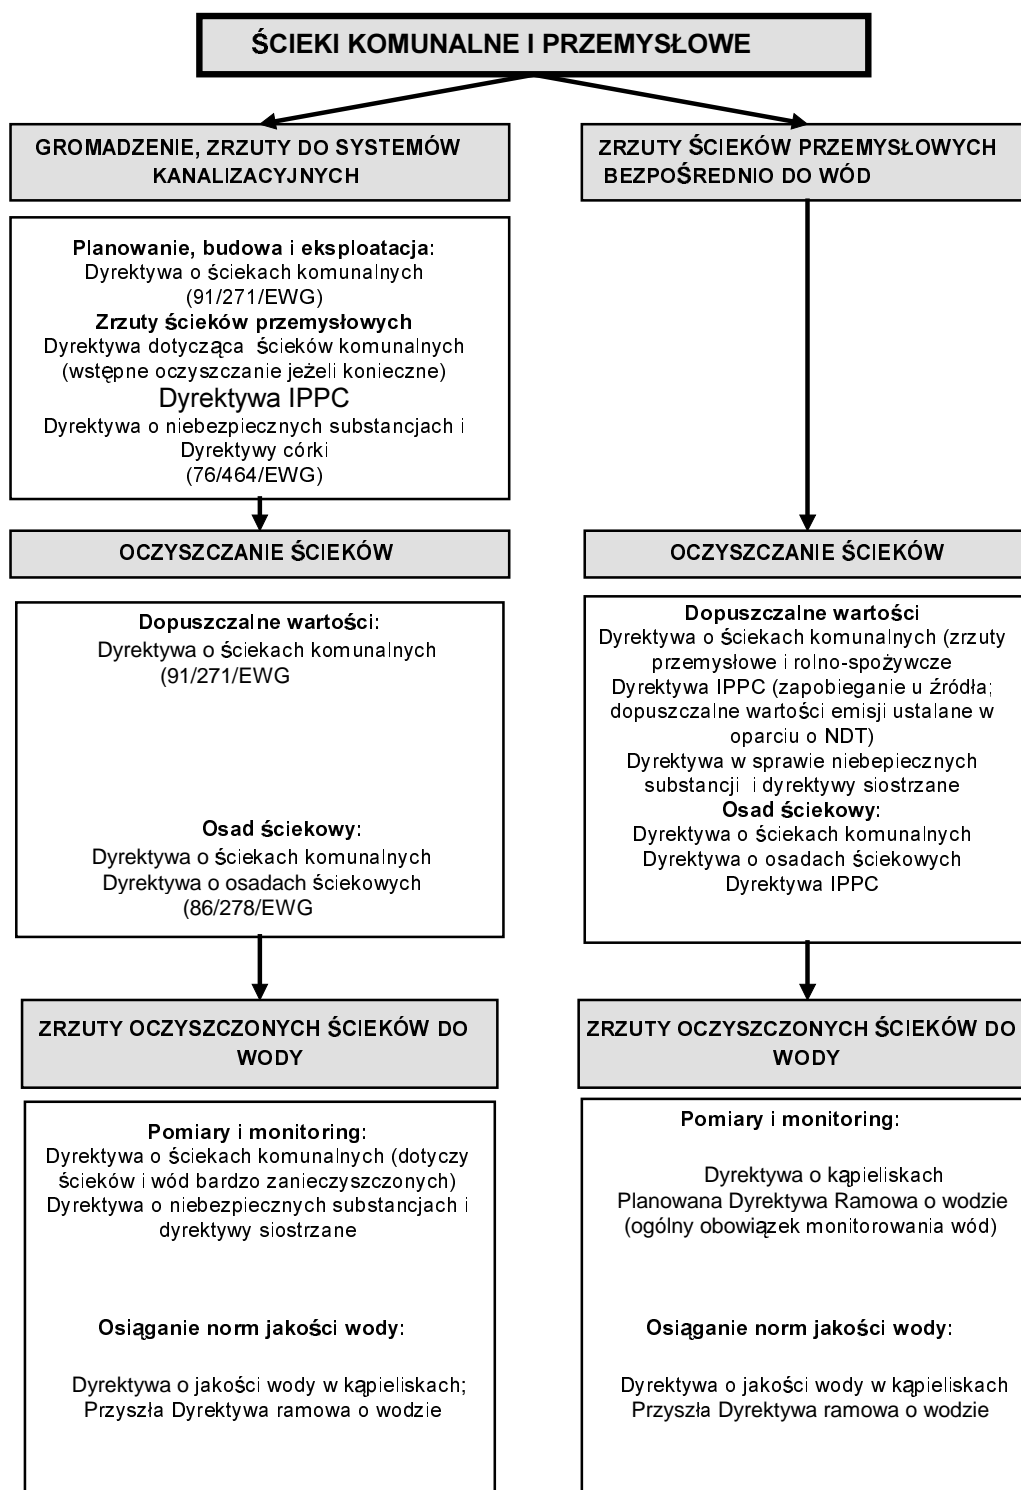 ŚCIEKI KOMUNALNE I PRZEMYSŁOWE
GROMADZENIE, ZRZUTY DO SYSTEMÓW
KANALIZACYJNYCH
Planowanie, budowa i eksploatacja:
Dyrektywa o ściekach komunalnych
(91/271/EWG)
Zrzuty ścieków przemysłowych
Dyrektywa dotycząca ścieków komunalnych
(wstępne oczyszczanie jeżeli konieczne)
Dyrektywa IPPC
Dyrektywa o niebezpiecznych substancjach i
Dyrektywy córki
(76/464/EWG)
OCZYSZCZANIE ŚCIEKÓW
Dopuszczalne wartości:
Dyrektywa o ściekach komunalnych
(91/271/EWG
Osad ściekowy:
Dyrektywa o ściekach komunalnych
Dyrektywa o osadach ściekowych
(86/278/EWG
ZRZUTY OCZYSZCZONYCH ŚCIEKÓW DO
WODY
Pomiary i monitoring:
Dyrektywa o ściekach komunalnych (dotyczy
ścieków i wód bardzo zanieczyszczonych)
Dyrektywa o niebezpiecznych substancjach i
dyrektywy siostrzane
Osiąganie norm jakości wody:
Dyrektywa o jakości wody w kąpieliskach;
Przyszła Dyrektywa ramowa o wodzie
ZRZUTY ŚCIEKÓW PRZEMYSŁOWYCH
BEZPOŚREDNIO DO WÓD
OCZYSZCZANIE ŚCIEKÓW
Dopuszczalne wartości
Dyrektywa o ściekach komunalnych (zrzuty
przemysłowe i rolno-spożywcze
Dyrektywa IPPC (zapobieganie u źródła;
dopuszczalne wartości emisji ustalane w
oparciu o NDT)
Dyrektywa w sprawie niebepiecznych
substancji i dyrektywy siostrzane
Osad ściekowy:
Dyrektywa o ściekach komunalnych
Dyrektywa o osadach ściekowych
Dyrektywa IPPC
ZRZUTY OCZYSZCZONYCH ŚCIEKÓW DO
WODY
Pomiary i monitoring:
Dyrektywa o kąpieliskach
Planowana Dyrektywa Ramowa o wodzie
(ogólny obowiązek monitorowania wód)
Osiąganie norm jakości wody:
Dyrektywa o jakości wody w kąpieliskach
Przyszła Dyrektywa ramowa o wodzie